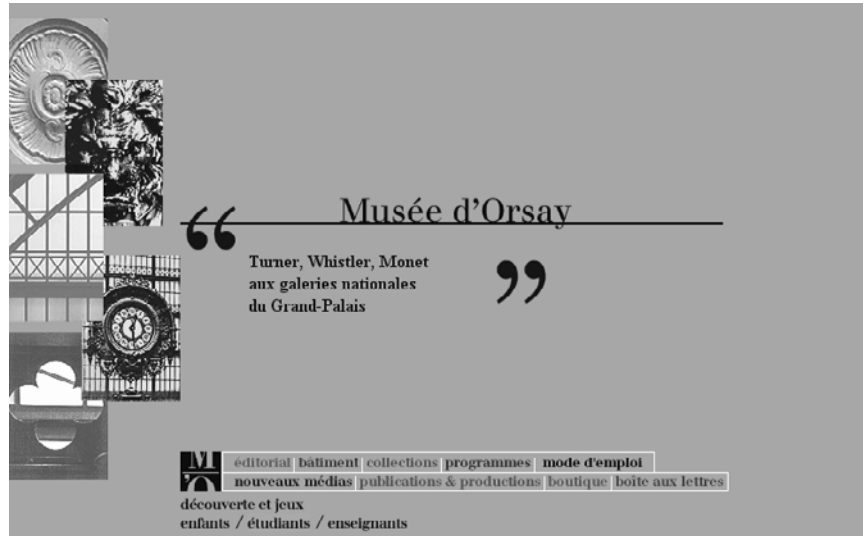 Musée d'Orsay
“
Turner, Whistler, Monet
aux galeries nationales
du Grand-Palais
”
M'O
éditorial | bâtiment | collections | programmes | mode d'emploi
nouveaux médias | publications & productions | boutique | boîte aux lettres
découverte et jeux
enfants / étudiants / enseignants